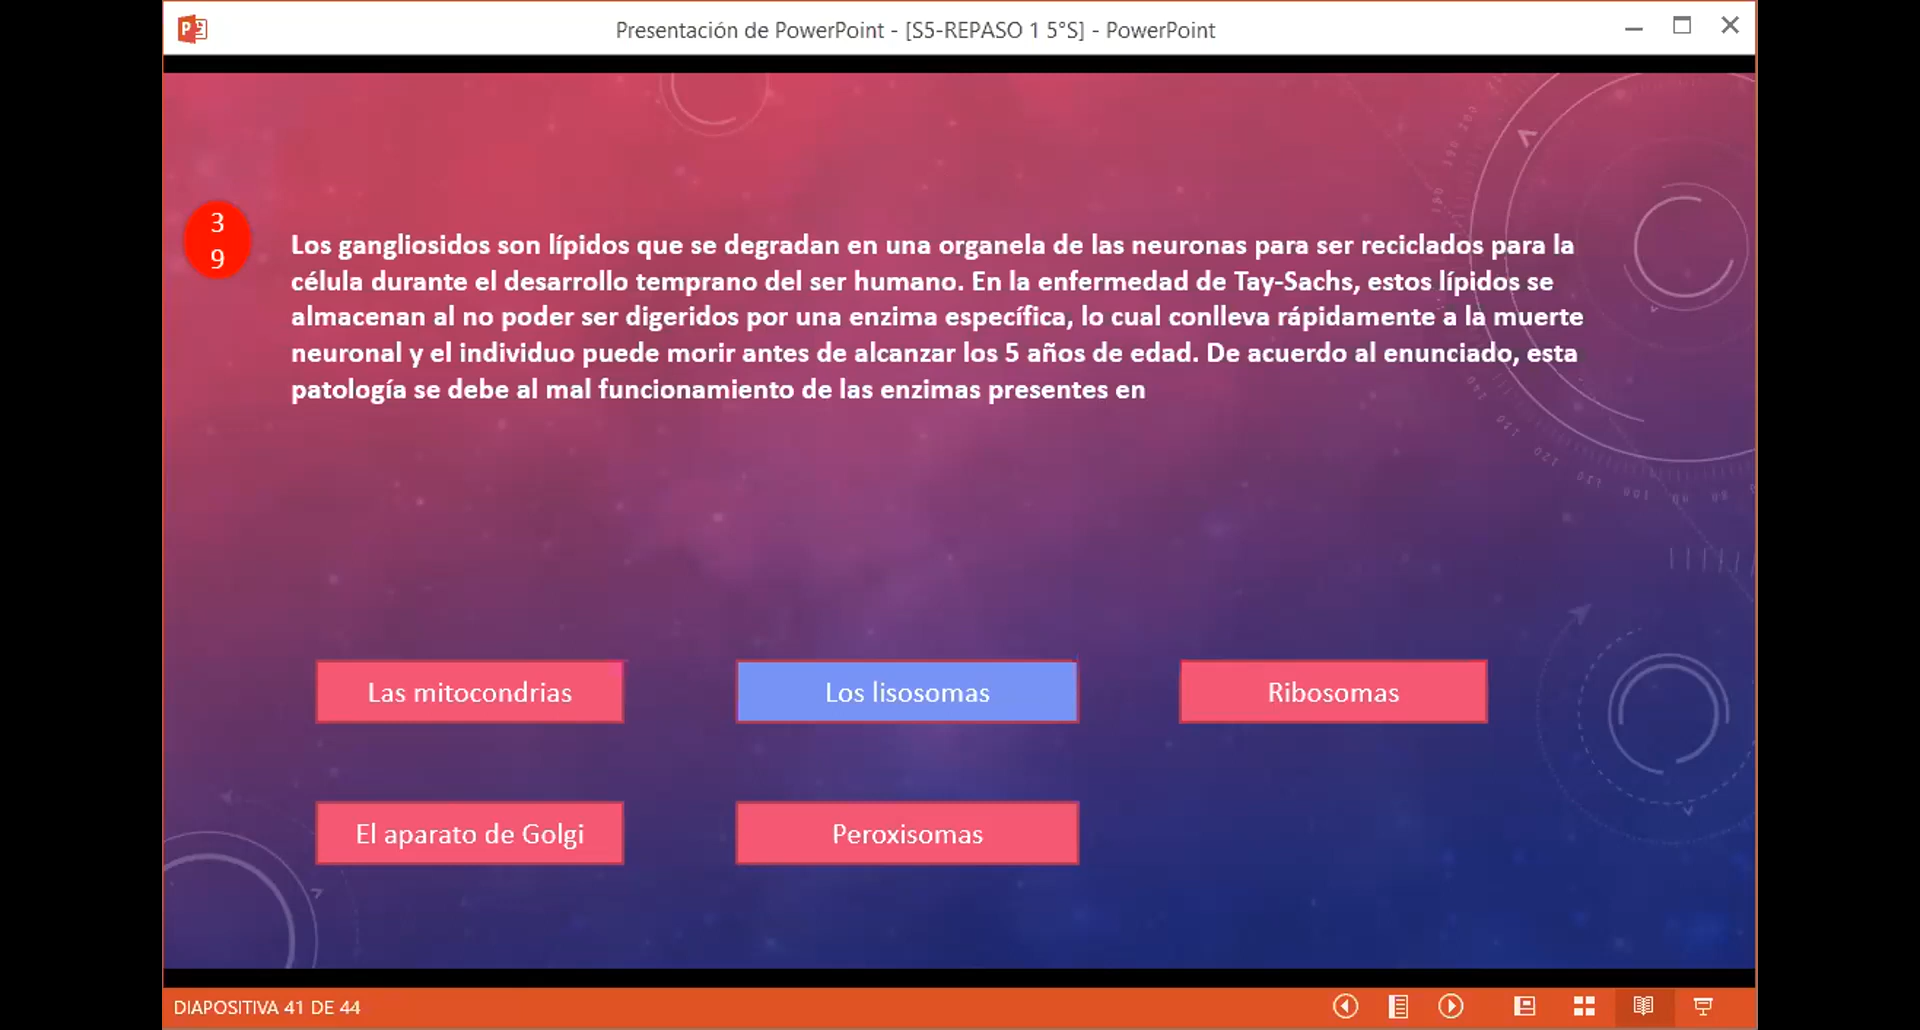 Presentación de PowerPoint - [S5-REPASO 1 5°S] - PowerPoint
3
9
Los gangliosidos son lípidos que se degradan en una organela de las neuronas para ser reciclados para la
célula durante el desarrollo temprano del ser humano. En la enfermedad de Tay-Sachs, estos lípidos se
almacenan al no poder ser digeridos por una enzima específica, lo cual conlleva rápidamente a la muerte
neuronal y el individuo puede morir antes de alcanzar los 5 años de edad. De acuerdo al enunciado, esta
patología se debe al mal funcionamiento de las enzimas presentes en
Las mitocondrias
Los lisosomas
Ribosomas
El aparato de Golgi
Peroxisomas
DIAPOSITIVA 41 DE 44